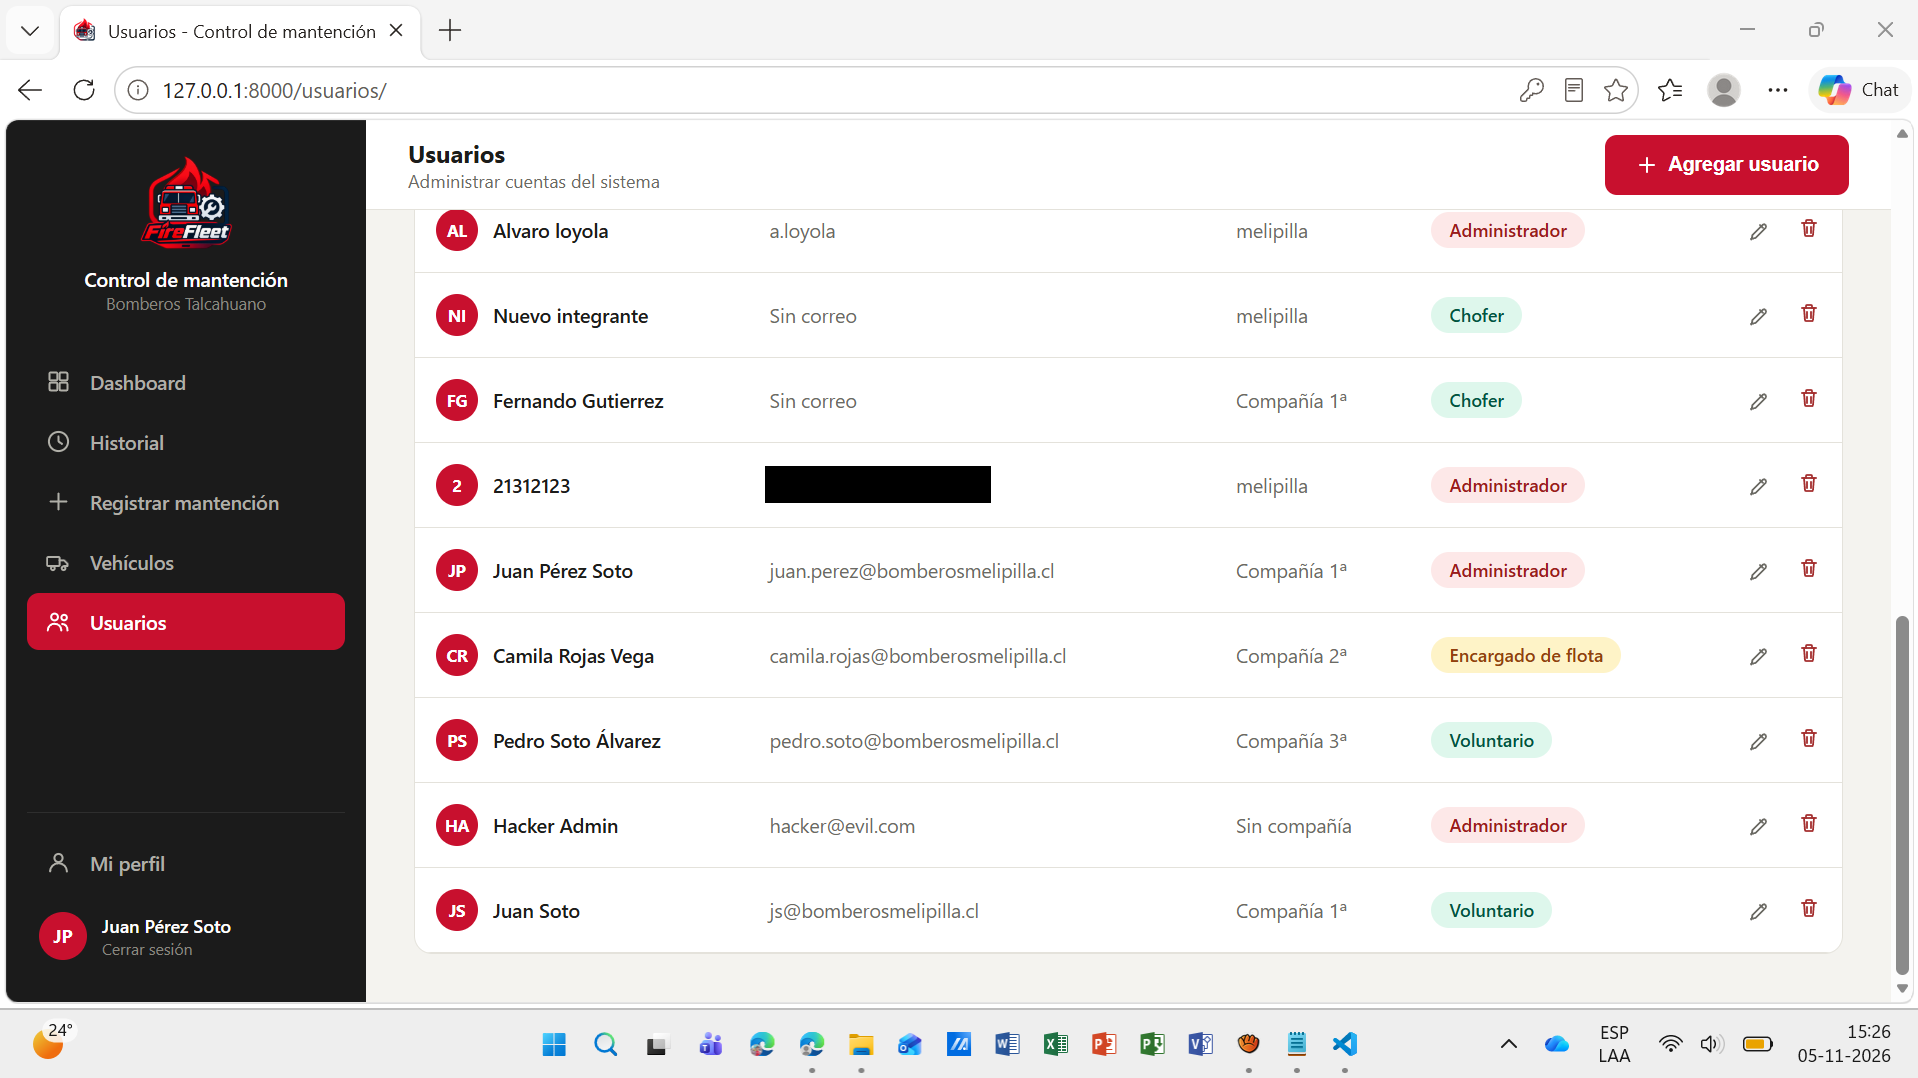 Usuarios - Control de mantención
127.0.0.1:8000/usuarios/
Chat
FireFleet
Control de mantención
Bomberos Talcahuano
Dashboard
Historial
Registrar mantención
Vehículos
Usuarios
Mi perfil
JP Juan Pérez Soto
Cerrar sesión
Usuarios
Administrar cuentas del sistema
Agregar usuario
AL Alvaro loyola a.loyola melipilla Administrador
NI Nuevo integrante Sin correo melipilla Chofer
FG Fernando Gutierrez Sin correo Compañía 1ª Chofer
2 21312123 melipilla Administrador
JP Juan Pérez Soto juan.perez@bomberosmelipilla.cl Compañía 1ª Administrador
CR Camila Rojas Vega camila.rojas@bomberosmelipilla.cl Compañía 2ª Encargado de flota
PS Pedro Soto Álvarez pedro.soto@bomberosmelipilla.cl Compañía 3ª Voluntario
HA Hacker Admin hacker@evil.com Sin compañía Administrador
JS Juan Soto js@bomberosmelipilla.cl Compañía 1ª Voluntario
24°
ESP
LAA
15:26
05-11-2026